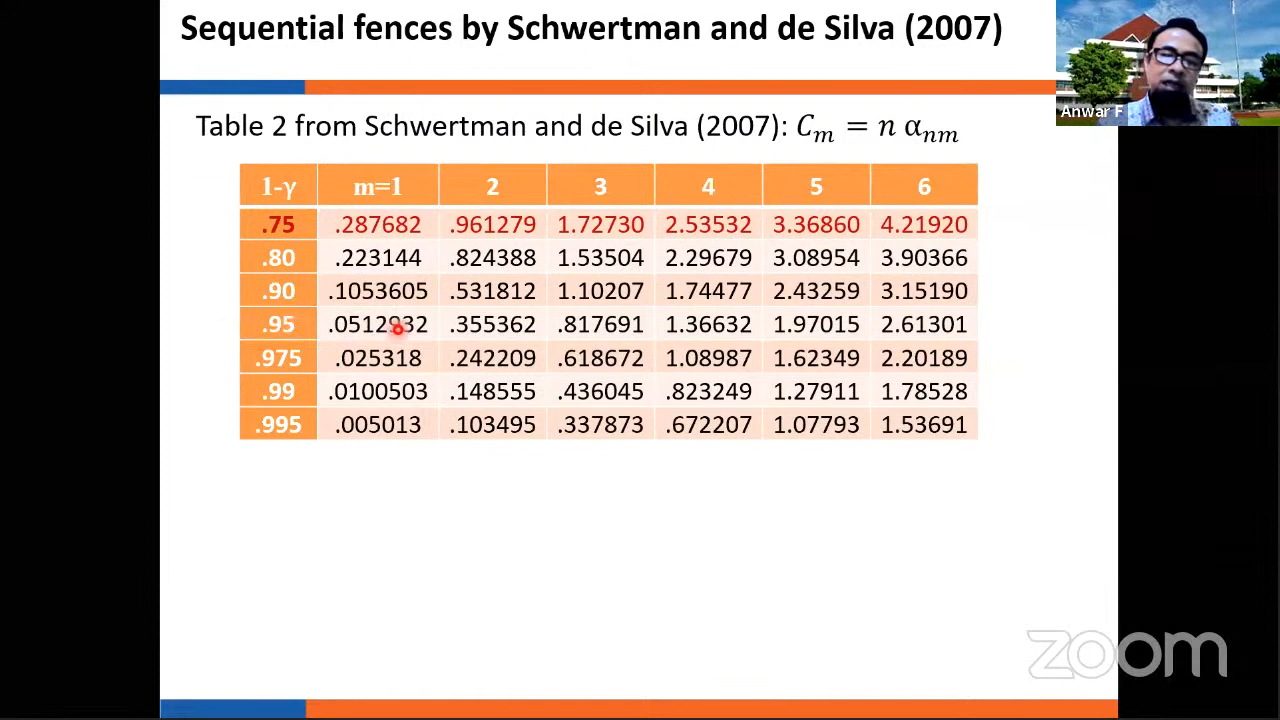 Sequential fences by Schwertman and de Silva (2007)
Anwar F
Table 2 from Schwertman and de Silva (2007): Cₘ = n αₙₘ
1-γ m=1 2 3 4 5 6
.75 .287682 .961279 1.72730 2.53532 3.36860 4.21920
.80 .223144 .824388 1.53504 2.29679 3.08954 3.90366
.90 .1053605 .531812 1.10207 1.74477 2.43259 3.15190
.95 .0512932 .355362 .817691 1.36632 1.97015 2.61301
.975 .025318 .242209 .618672 1.08987 1.62349 2.20189
.99 .0100503 .148555 .436045 .823249 1.27911 1.78528
.995 .005013 .103495 .337873 .672207 1.07793 1.53691
zoom